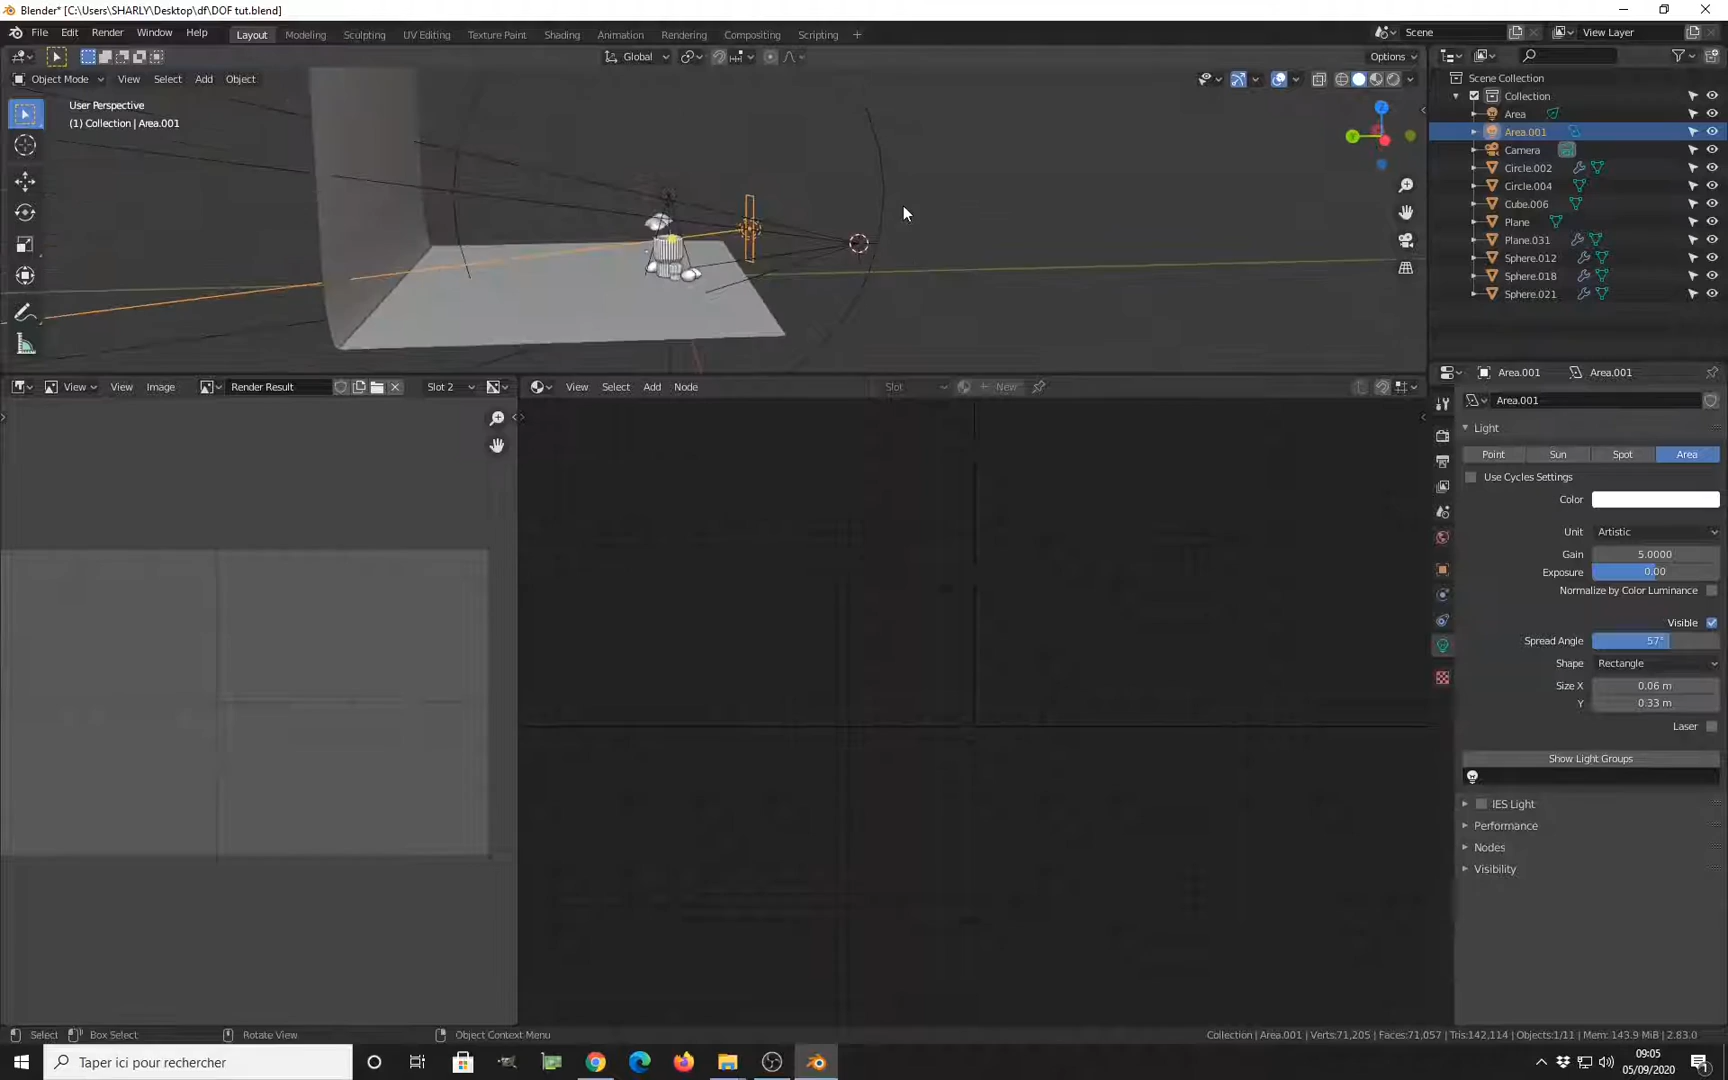 Blender* [C:\Users\SHARLY\Desktop\df\DOF tut.blend]
File Edit Render Window Help Layout Modeling Sculpting UV Editing Texture Paint Shading Animation Rendering Compositing Scripting + Scene View Layer
Global Options
Object Mode View Select Add Object
Scene Collection
User Perspective
(1) Collection | Area.001
Collection
Area
Area.001
Camera
Circle.002
Circle.004
Cube.006
Plane
Plane.031
Sphere.012
Sphere.018
Sphere.021
View View Image Render Result Slot 2 View Select Add Node Slot New
Area.001 Area.001
Area.001
Light
Point Sun Spot Area
Use Cycles Settings
Color
Unit Artistic
Gain 5.0000
Exposure 0.00
Normalize by Color Luminance
Visible
Spread Angle 57°
Shape Rectangle
Size X 0.06 m
Y 0.33 m
Laser
Show Light Groups
IES Light
Performance
Nodes
Visibility
Select Box Select Rotate View Object Context Menu Collection | Area.001 | Verts:71,205 | Faces:71,057 | Tris:142,114 | Objects:1/11 | Mem: 143.9 MiB | 2.83.0
Taper ici pour rechercher
09:05
05/09/2020